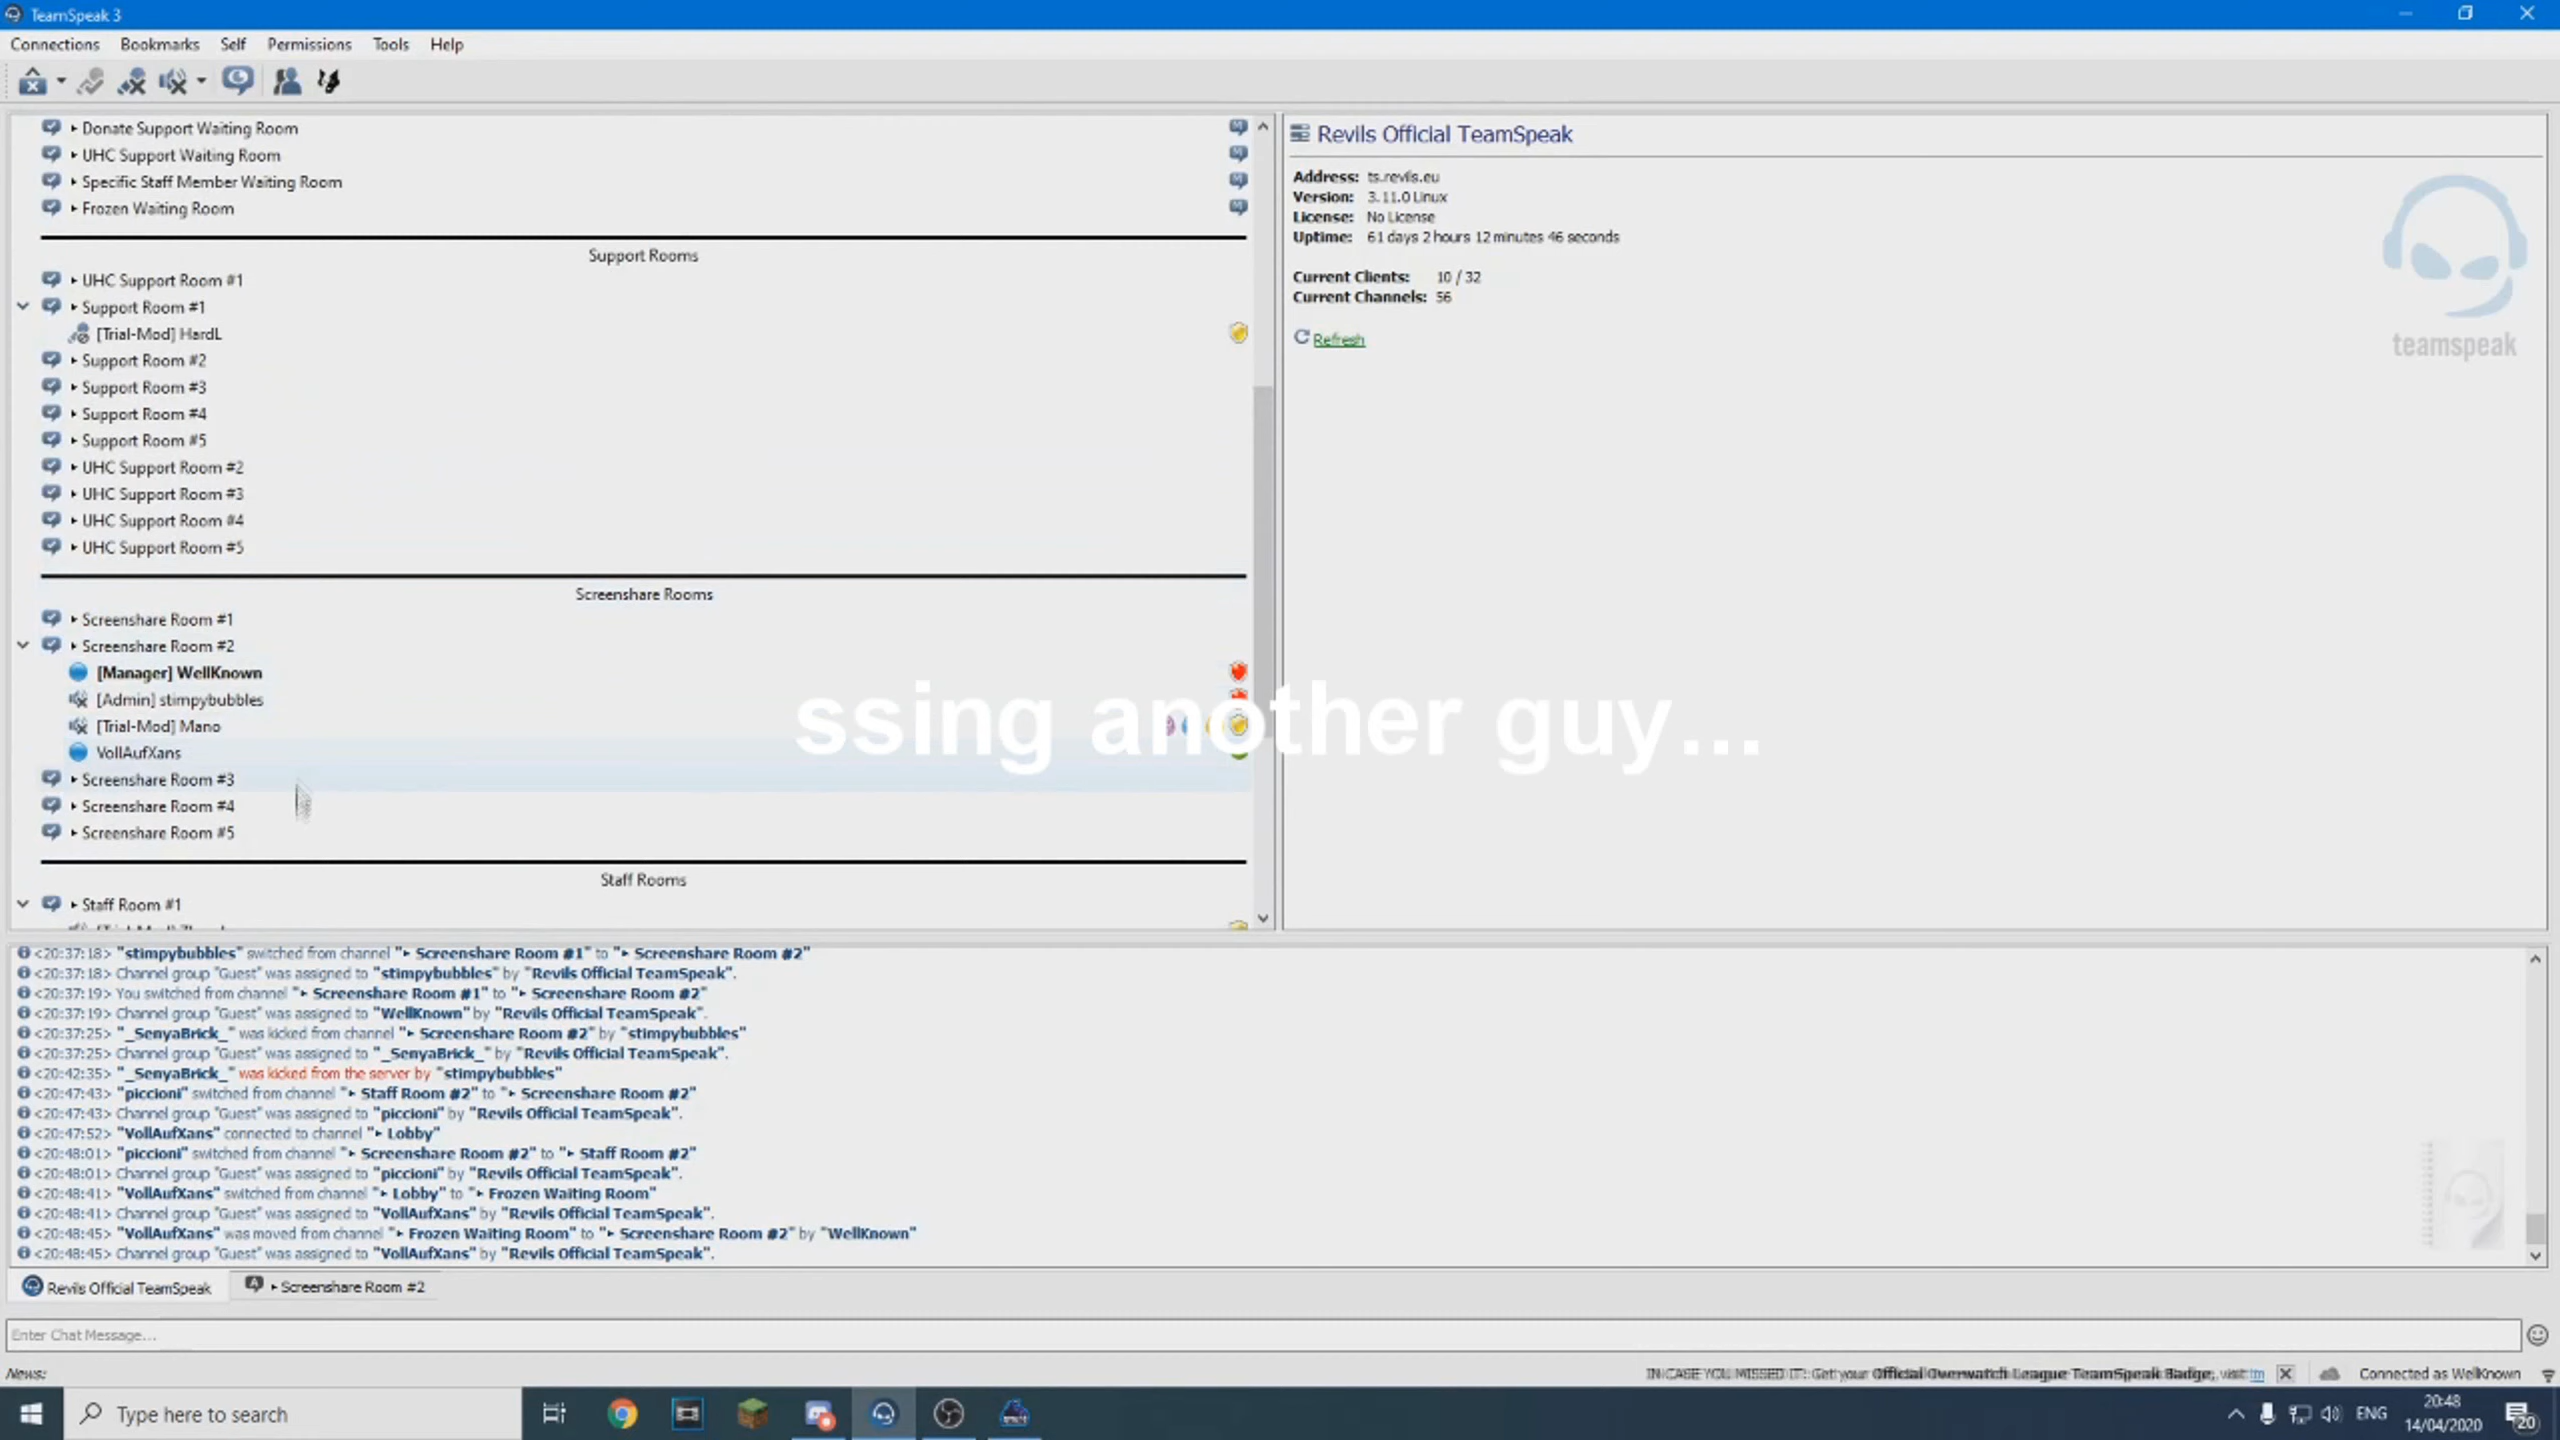 TeamSpeak 3
Connections Bookmarks Self Permissions Tools Help
Donate Support Waiting Room
UHC Support Waiting Room
Specific Staff Member Waiting Room
Frozen Waiting Room
Support Rooms
UHC Support Room #1
Support Room #1
[Trial-Mod] HardL
Support Room #2
Support Room #3
Support Room #4
Support Room #5
UHC Support Room #2
UHC Support Room #3
UHC Support Room #4
UHC Support Room #5
Screenshare Rooms
Screenshare Room #1
Screenshare Room #2
[Manager] WellKnown
[Admin] stimpybubbles
[Trial-Mod] Mano
VollAufXans
Screenshare Room #3
Screenshare Room #4
Screenshare Room #5
Staff Rooms
Staff Room #1
Revils Official TeamSpeak
Address: ts.revils.eu
Version: 3.11.0 Linux
License: No License
Uptime: 61 days 2 hours 12 minutes 46 seconds
Current Clients: 10 / 32
Current Channels: 56
Refresh
teamspeak
ssing another guy...
<20:37:18> "stimpybubbles" switched from channel "‣ Screenshare Room #1" to "‣ Screenshare Room #2"
<20:37:18> Channel group "Guest" was assigned to "stimpybubbles" by "Revils Official TeamSpeak".
<20:37:19> You switched from channel "‣ Screenshare Room #1" to "‣ Screenshare Room #2"
<20:37:19> Channel group "Guest" was assigned to "WellKnown" by "Revils Official TeamSpeak".
<20:37:25> "_SenyaBrick_" was kicked from channel "‣ Screenshare Room #2" by "stimpybubbles"
<20:37:25> Channel group "Guest" was assigned to "_SenyaBrick_" by "Revils Official TeamSpeak".
<20:42:35> "_SenyaBrick_" was kicked from the server by "stimpybubbles"
<20:47:43> "piccioni" switched from channel "‣ Staff Room #2" to "‣ Screenshare Room #2"
<20:47:43> Channel group "Guest" was assigned to "piccioni" by "Revils Official TeamSpeak".
<20:47:52> "VollAufXans" connected to channel "‣ Lobby"
<20:48:01> "piccioni" switched from channel "‣ Screenshare Room #2" to "‣ Staff Room #2"
<20:48:01> Channel group "Guest" was assigned to "piccioni" by "Revils Official TeamSpeak".
<20:48:41> "VollAufXans" switched from channel "‣ Lobby" to "‣ Frozen Waiting Room"
<20:48:41> Channel group "Guest" was assigned to "VollAufXans" by "Revils Official TeamSpeak".
<20:48:45> "VollAufXans" was moved from channel "‣ Frozen Waiting Room" to "‣ Screenshare Room #2" by "WellKnown"
<20:48:45> Channel group "Guest" was assigned to "VollAufXans" by "Revils Official TeamSpeak".
Revils Official TeamSpeak ‣ Screenshare Room #2
Enter Chat Message...
News: IN CASE YOU MISSED IT: Get your Official Overwatch League TeamSpeak Badge, visit Connected as WellKnown
Type here to search
ENG
20:48
14/04/2020
20